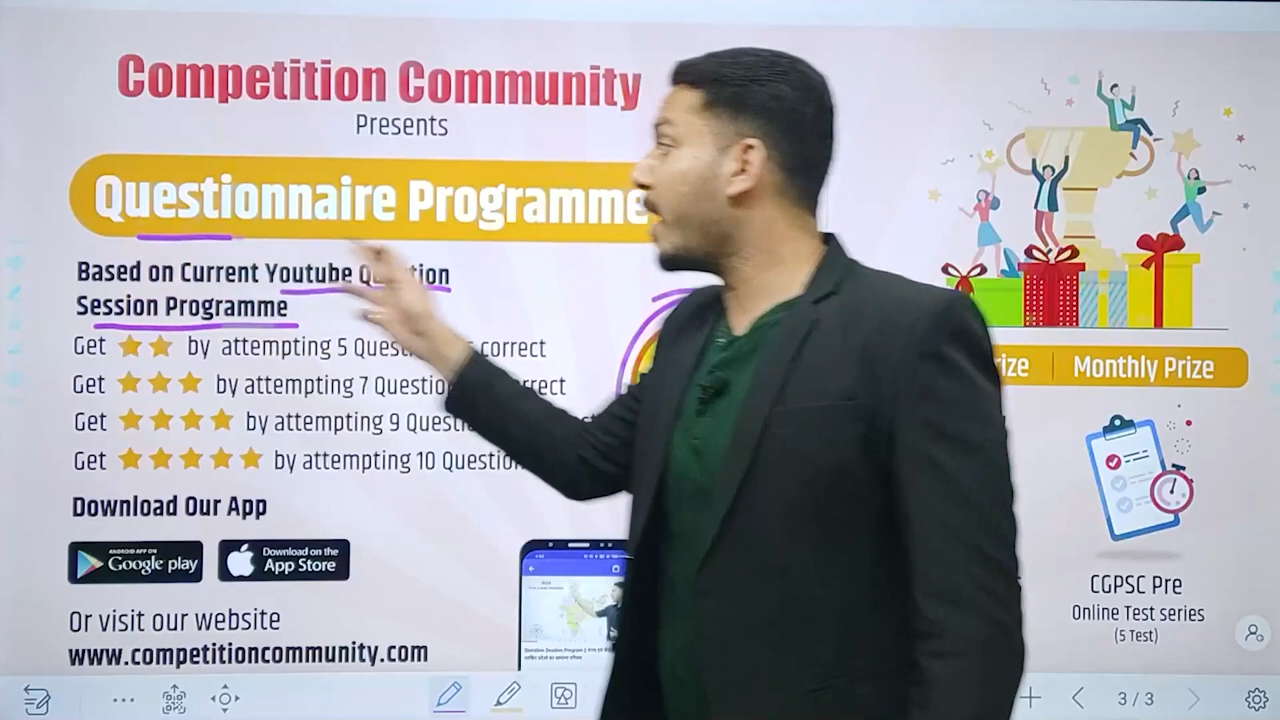 Competition Community
Presents
Questionnaire Programme
Based on Current Youtube Question
Session Programme
Get by attempting 5 correct
Get by attempting 7 
Get by attempting 9
Get by attempting 10
Download Our App
ANDROID APP ON
Google play
Download on the
App Store
Or visit our website
www.competitioncommunity.com
Monthly Prize
CGPSC Pre
Online Test series
(5 Test)
3/3